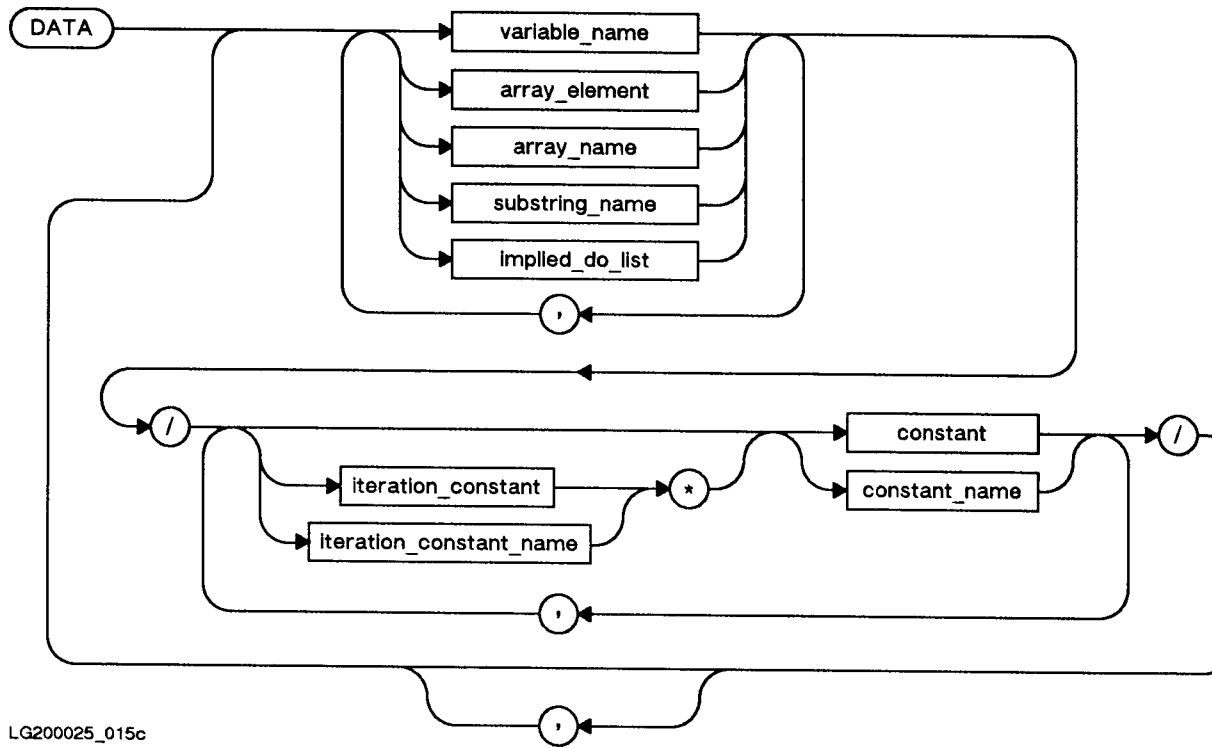 DATA
variable_name
array_element
array_name
substring_name
implied_do_list
,
/
constant
/
iteration_constant
*
constant_name
iteration_constant_name
,
,
LG200025_015c